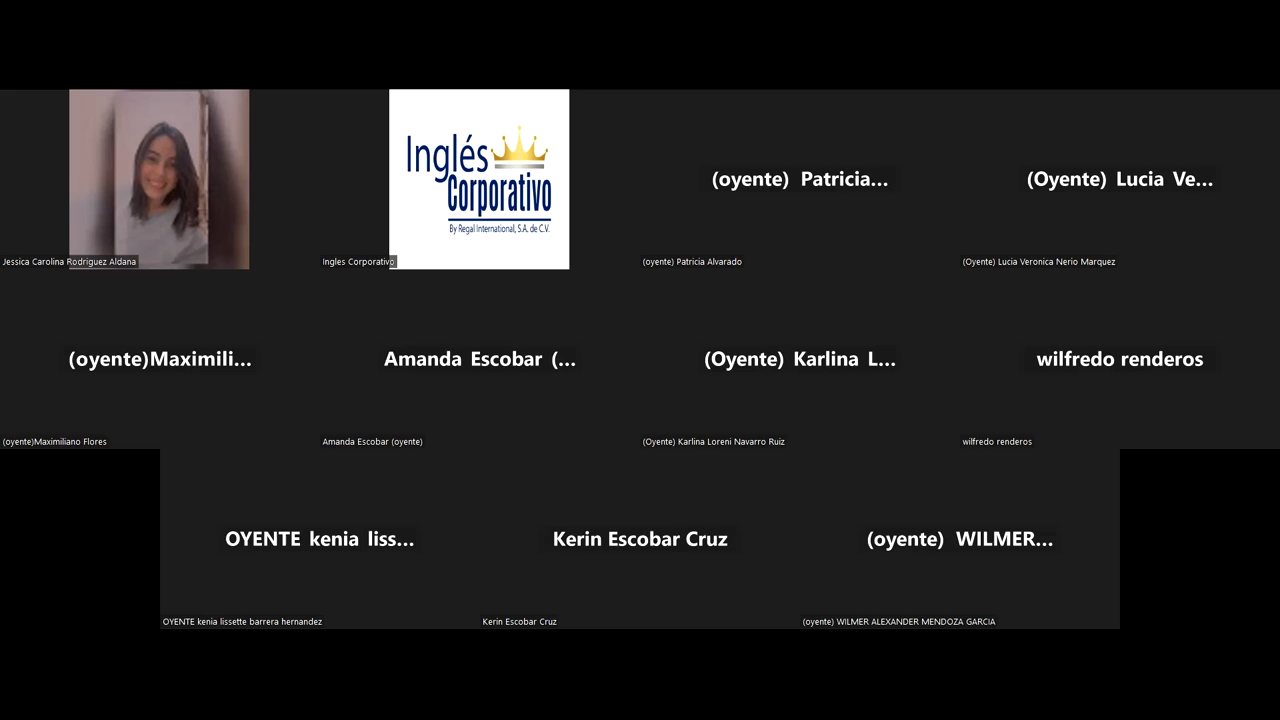 Inglés
Corporativo
By Regal International, S.A. de C.V.
(oyente) Patricia...
(Oyente) Lucia Ve...
Jessica Carolina Rodriguez Aldana
Ingles Corporativo
(oyente) Patricia Alvarado
(Oyente) Lucia Veronica Nerio Marquez
(oyente)Maximili...
Amanda Escobar (...
(Oyente) Karlina L...
wilfredo renderos
(oyente)Maximiliano Flores
Amanda Escobar (oyente)
(Oyente) Karlina Loreni Navarro Ruiz
wilfredo renderos
OYENTE kenia liss...
Kerin Escobar Cruz
(oyente) WILMER...
OYENTE kenia lissette barrera hernandez
Kerin Escobar Cruz
(oyente) WILMER ALEXANDER MENDOZA GARCIA